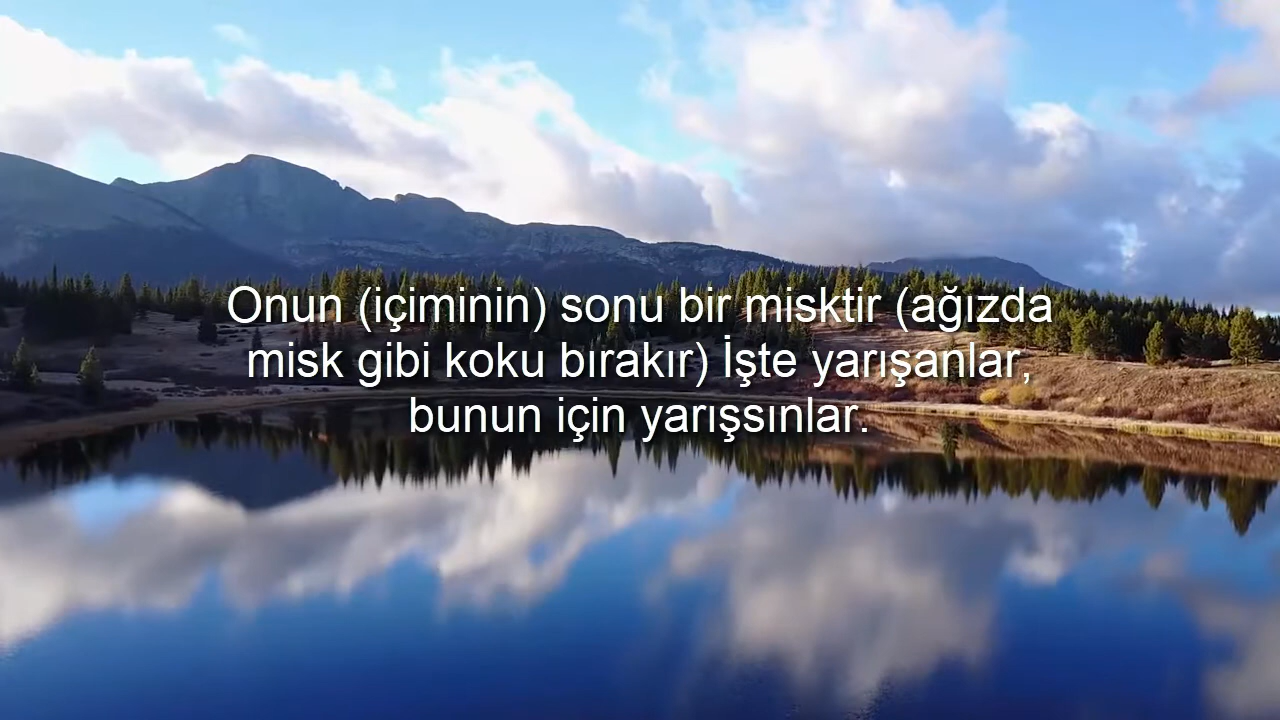 Onun (içiminin) sonu bir misktir (ağızda
misk gibi koku bırakır) İşte yarışanlar,
bunun için yarışsınlar.